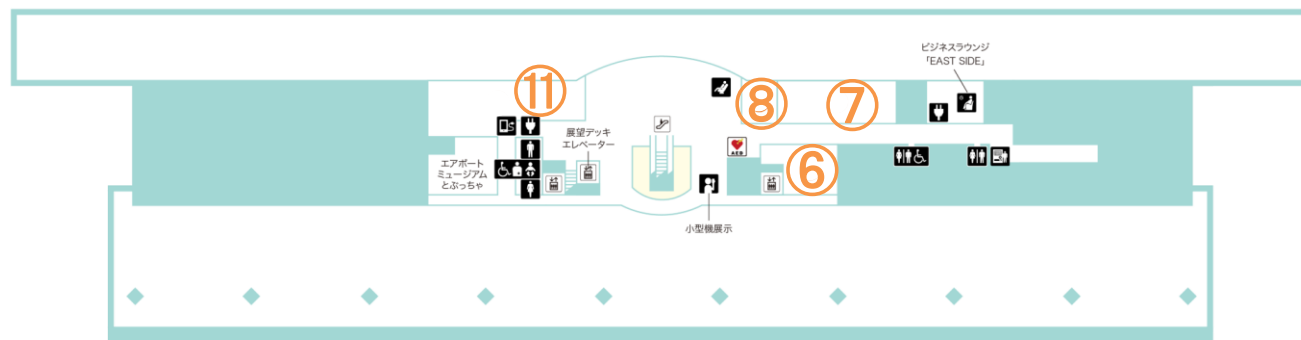 ビジネスラウンジ
「EAST SIDE」
⑪
⑧
⑦
展望デッキ
エレベーター
AED
エアポート
ミュージアム
とぶっちゃ
⑥
小型機展示